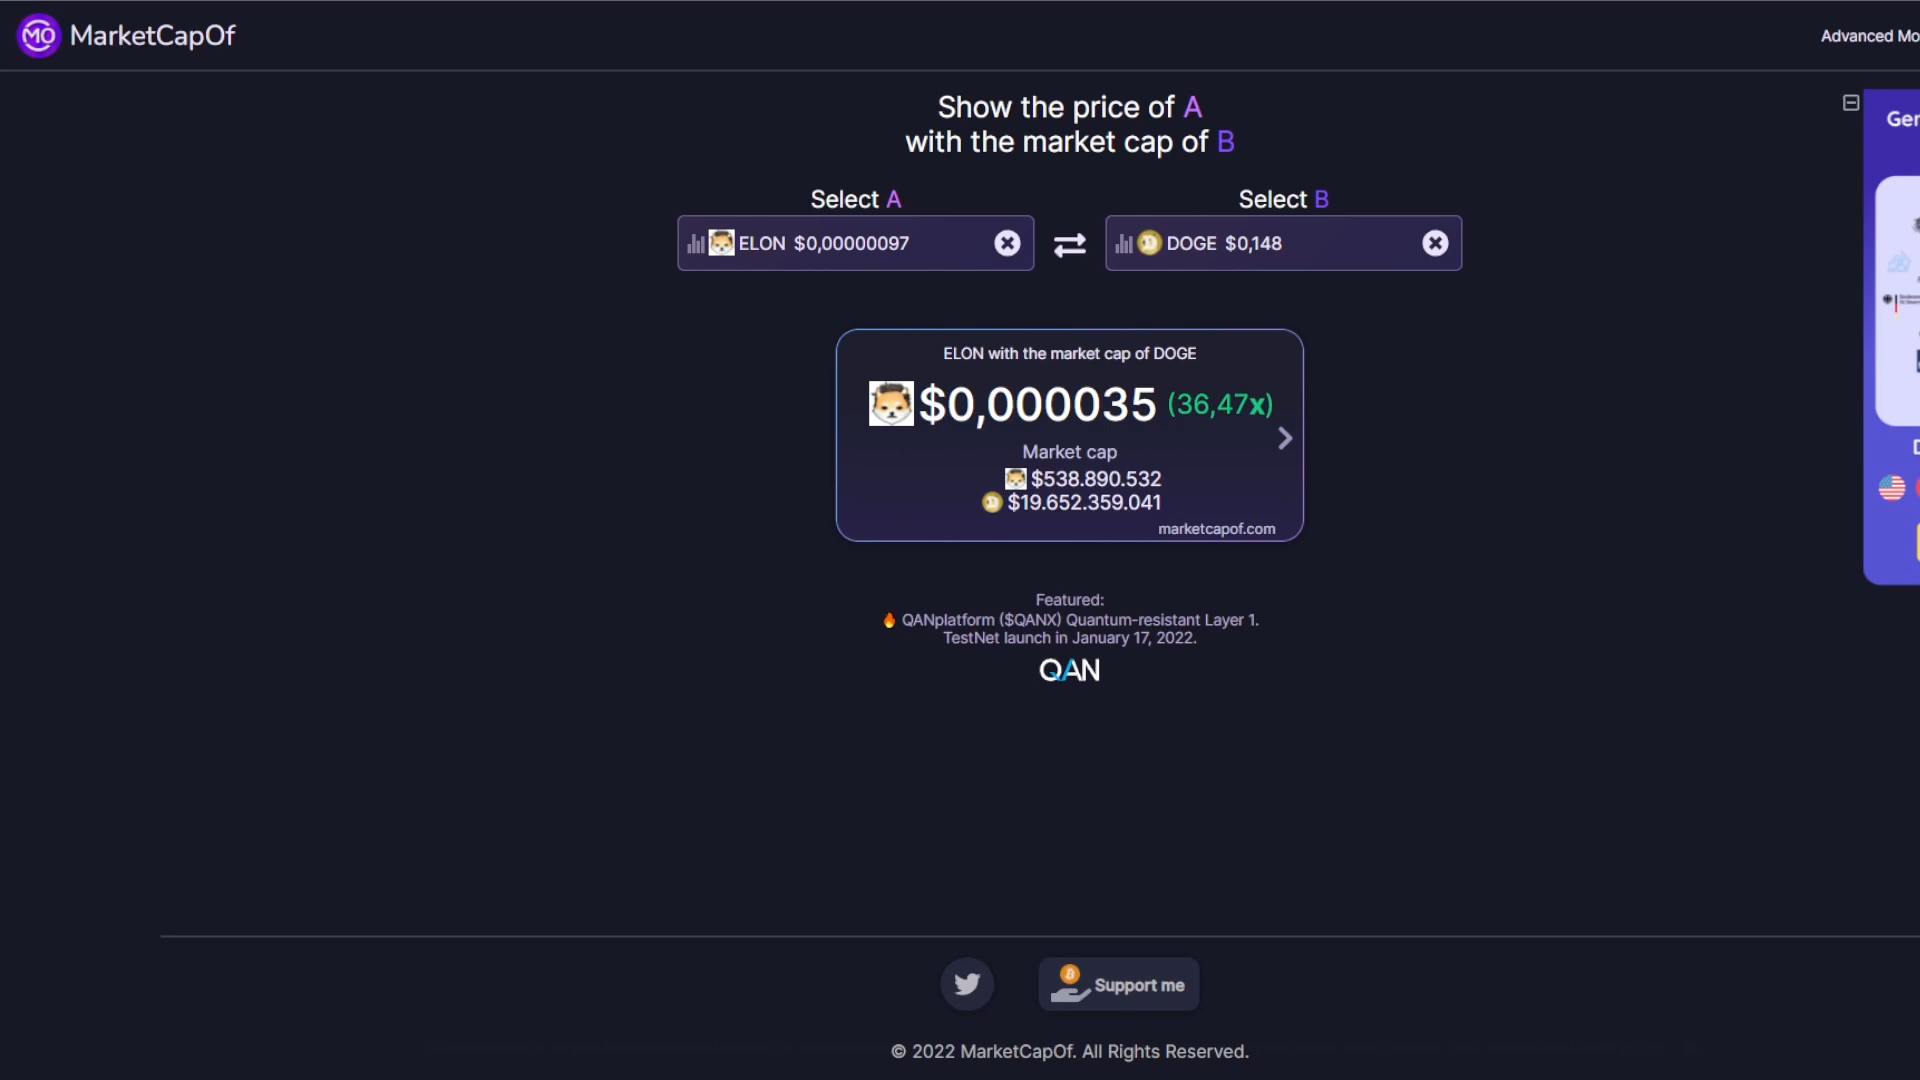 MO MarketCapOf
Advanced Mo
Show the price of A
with the market cap of B
Select A
Select B
ELON $0,00000097
DOGE $0,148
Ger
ELON with the market cap of DOGE
$0,000035 (36,47x)
Market cap
$538.890.532
$19.652.359.041
marketcapof.com
Featured:
QANplatform ($QANX) Quantum-resistant Layer 1.
TestNet launch in January 17, 2022.
QAN
Support me
© 2022 MarketCapOf. All Rights Reserved.